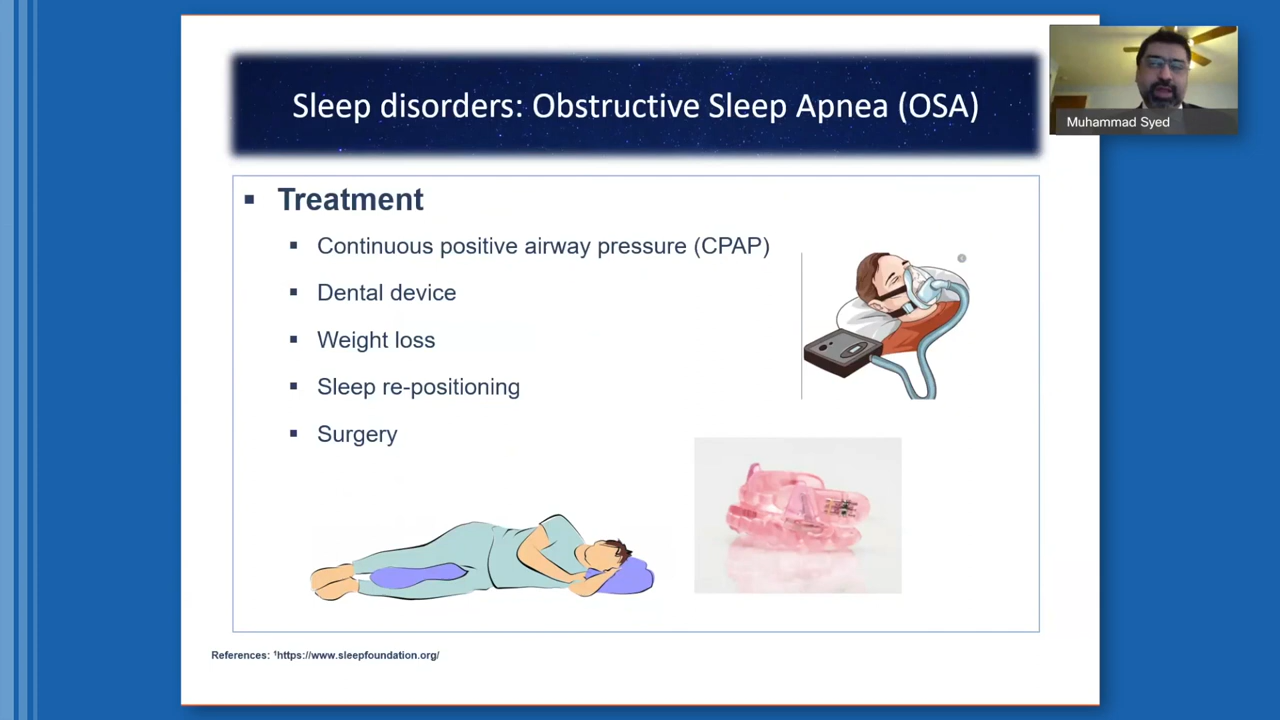 Sleep disorders: Obstructive Sleep Apnea (OSA)
Muhammad Syed
▪ Treatment
▪ Continuous positive airway pressure (CPAP)
▪ Dental device
▪ Weight loss
▪ Sleep re-positioning
▪ Surgery
References: ¹https://www.sleepfoundation.org/